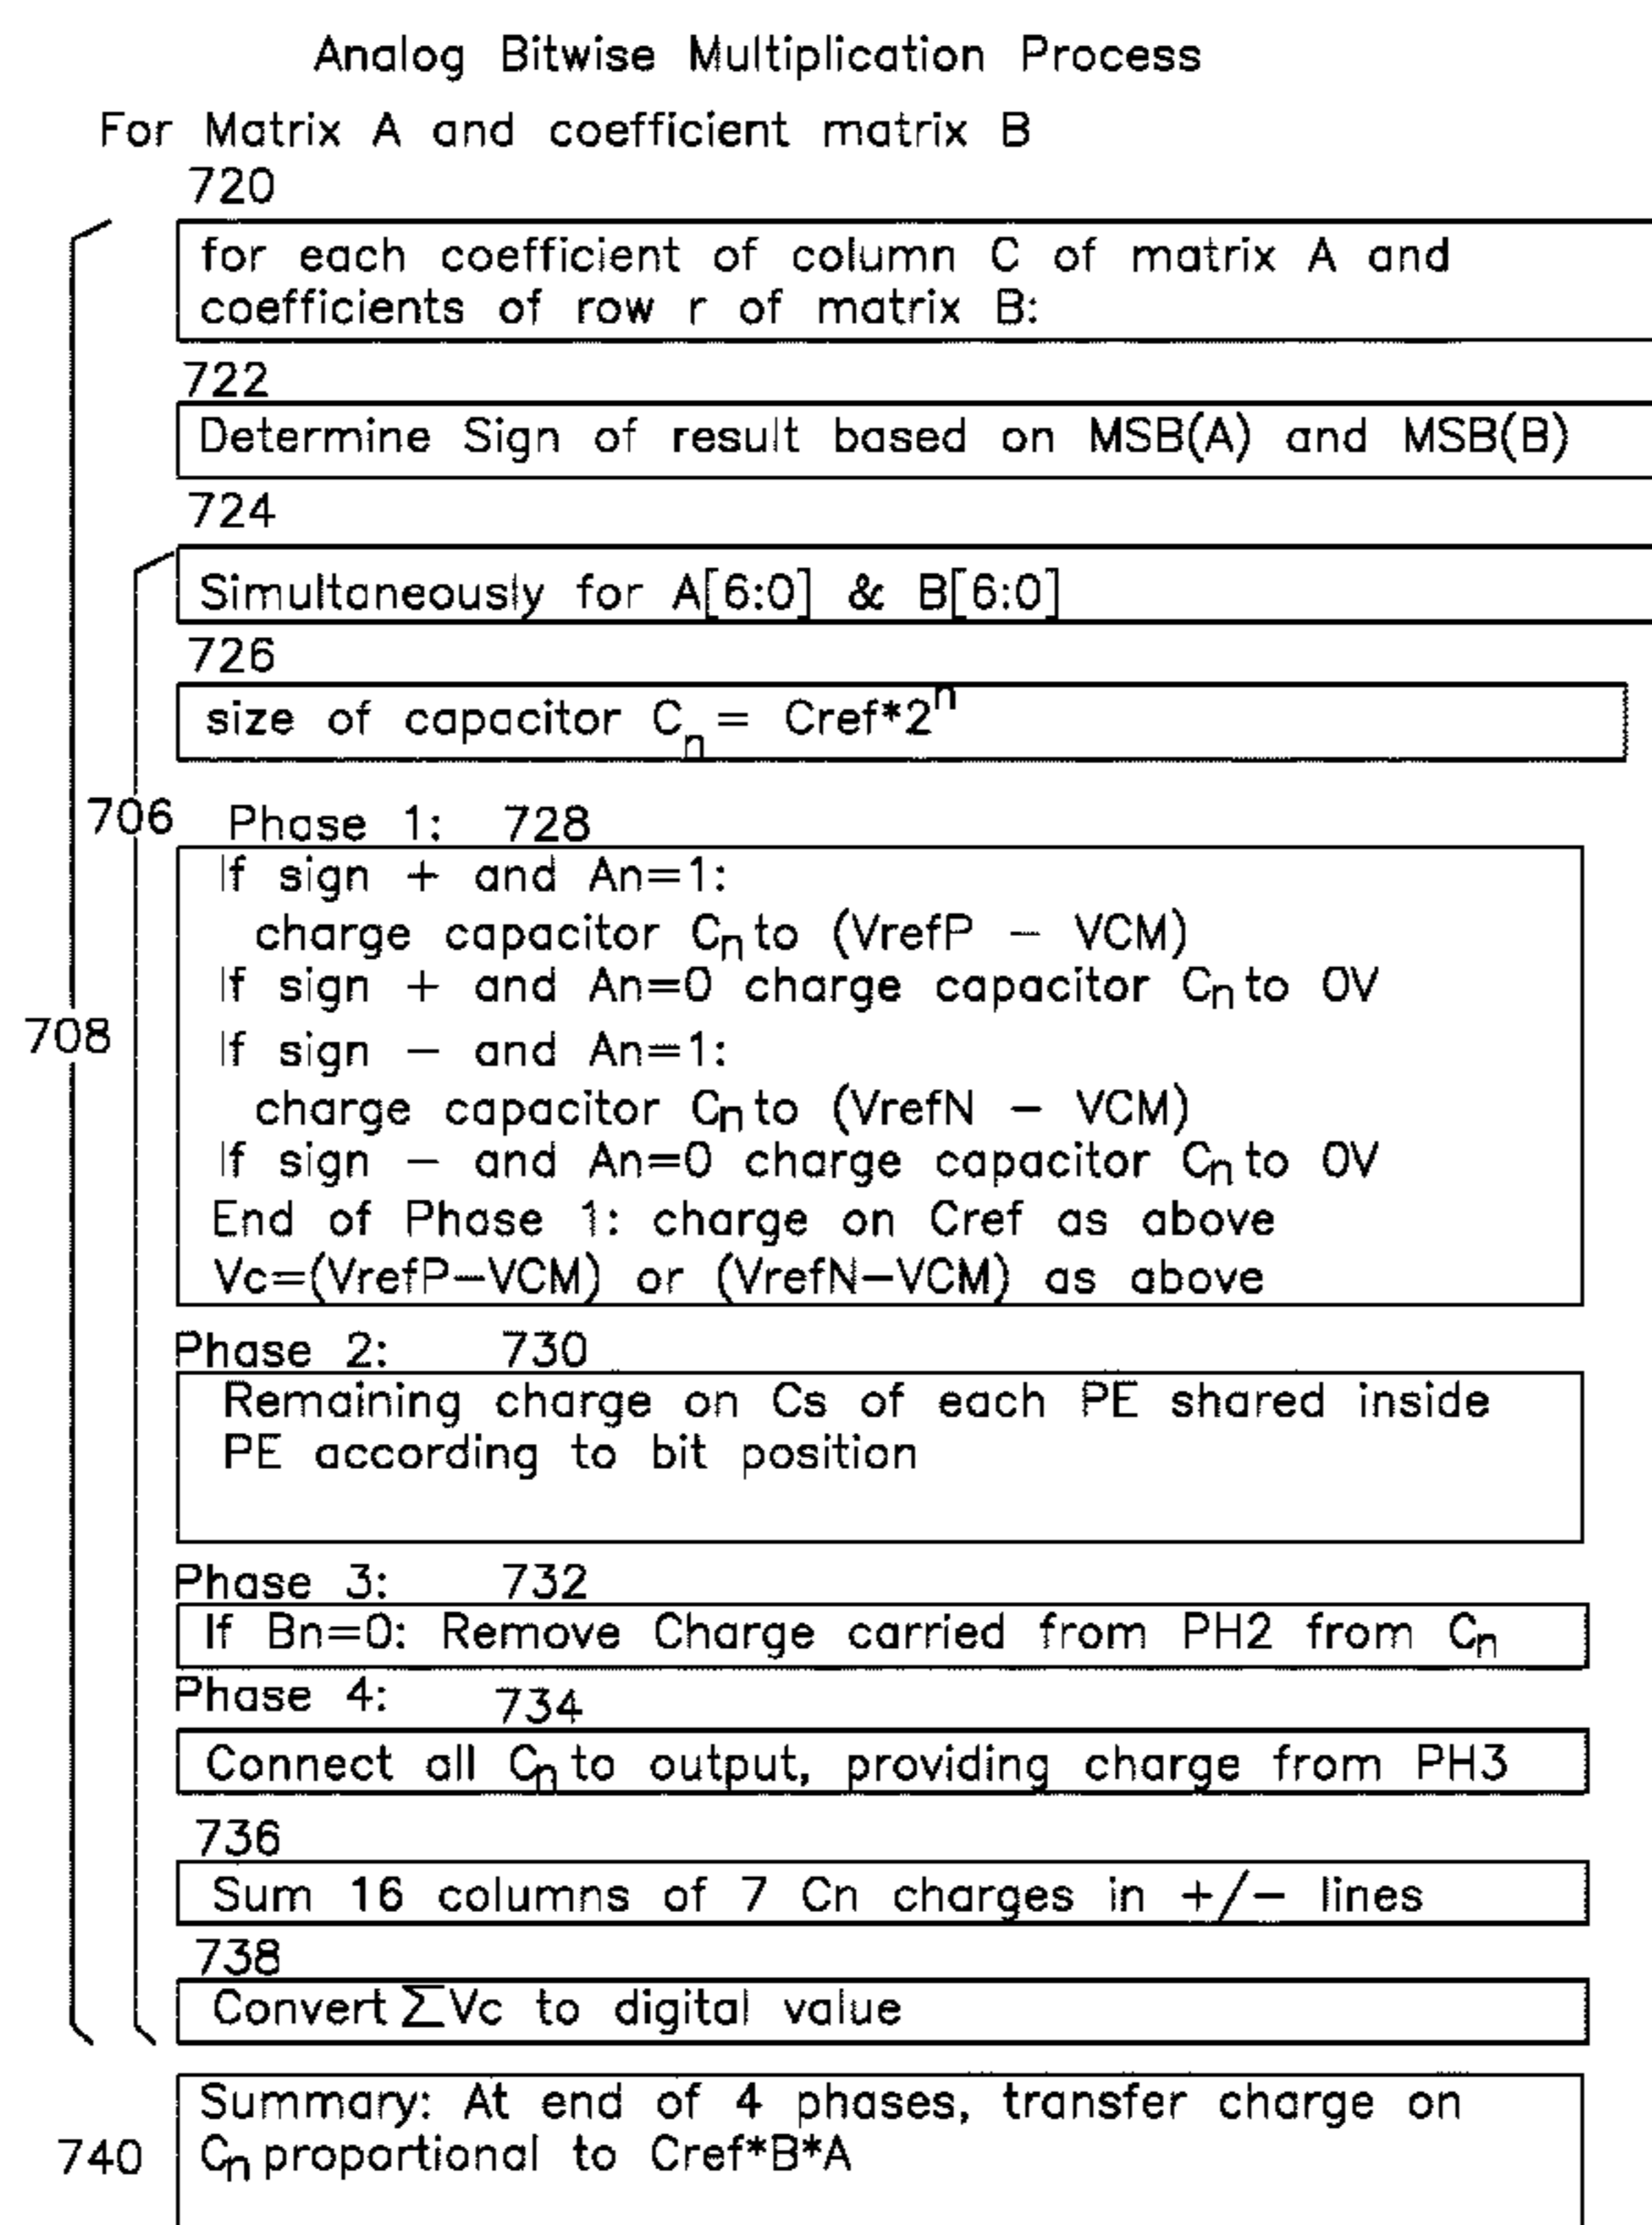 Analog Bitwise Multiplication Process
For Matrix A and coefficient matrix B
720
for each coefficient of column C of matrix A and
coefficients of row r of matrix B:
722
Determine Sign of result based on MSB(A) and MSB(B)
724
Simultaneously for A[6:0] & B[6:0]
726
size of capacitor Cn = Cref*2^n
706
Phase 1: 728
If sign + and An=1:
charge capacitor Cn to (VrefP − VCM)
If sign + and An=0 charge capacitor Cn to 0V
708
If sign − and An=1:
charge capacitor Cn to (VrefN − VCM)
If sign − and An=0 charge capacitor Cn to 0V
End of Phase 1: charge on Cref as above
Vc=(VrefP−VCM) or (VrefN−VCM) as above
Phase 2: 730
Remaining charge on Cs of each PE shared inside
PE according to bit position
Phase 3: 732
If Bn=0: Remove Charge carried from PH2 from Cn
Phase 4: 734
Connect all Cn to output, providing charge from PH3
736
Sum 16 columns of 7 Cn charges in +/− lines
738
Convert ΣVc to digital value
740
Summary: At end of 4 phases, transfer charge on
Cn proportional to Cref*B*A